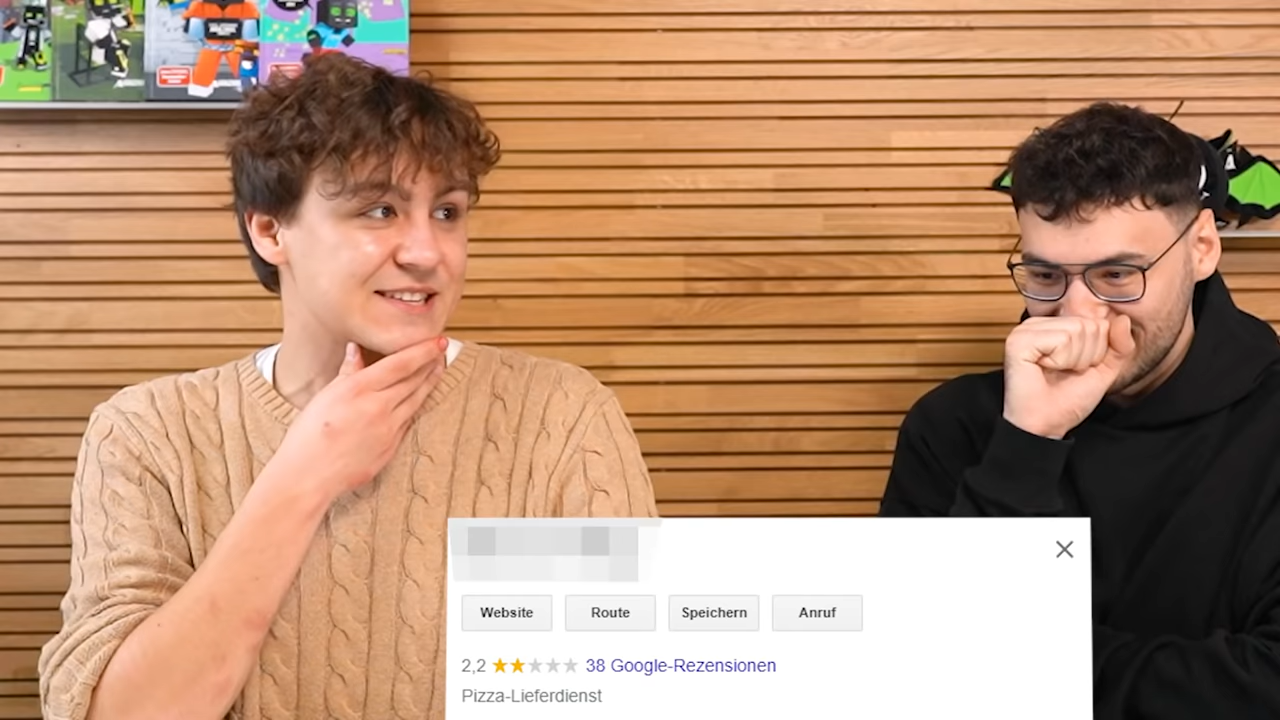 Website
Route
Speichern
Anruf
2,2
38 Google-Rezensionen
Pizza-Lieferdienst